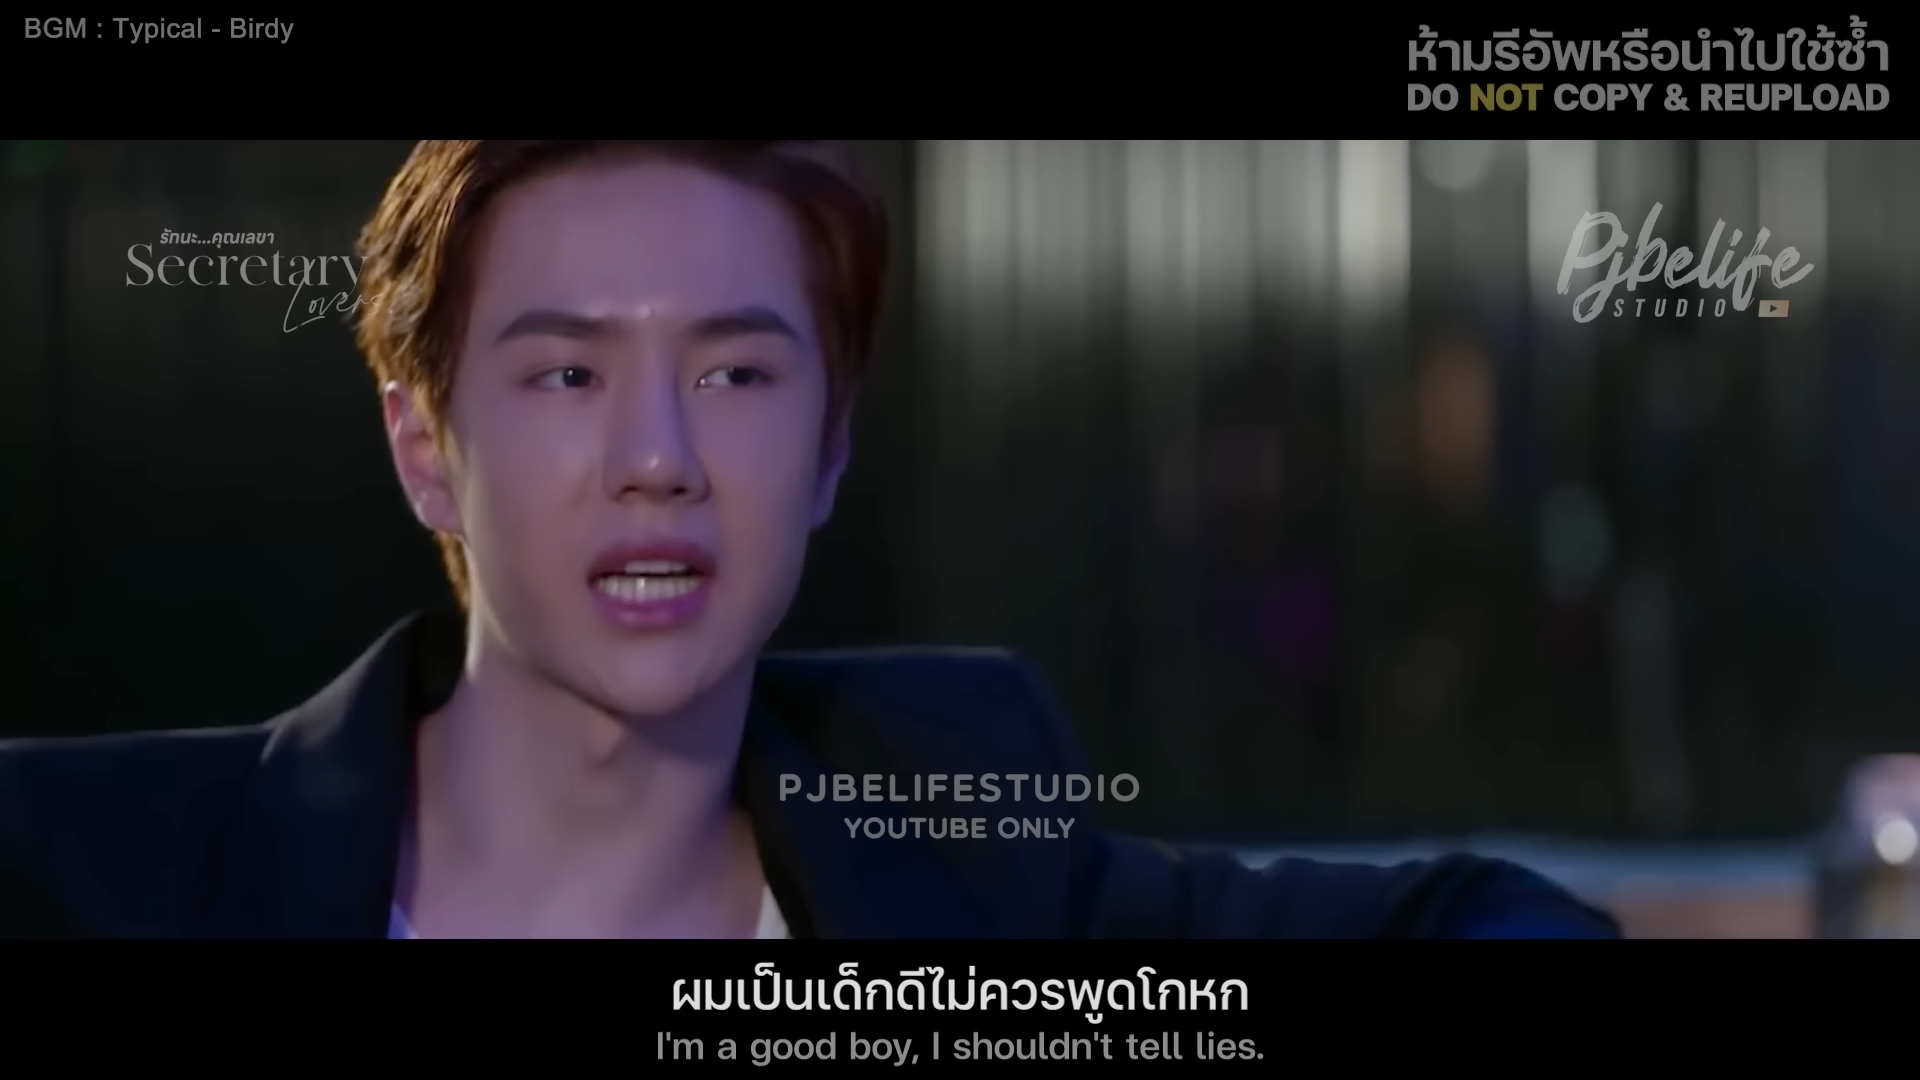 BGM : Typical - Birdy
ห้ามรีอัพหรือนำไปใช้ซ้ำ
DO NOT COPY & REUPLOAD
รักนะ...คุณเลขา
Secretary
Lover
Pjbelife
STUDIO
PJBELIFESTUDIO
YOUTUBE ONLY
ผมเป็นเด็กดีไม่ควรพูดโกหก
I'm a good boy, I shouldn't tell lies.